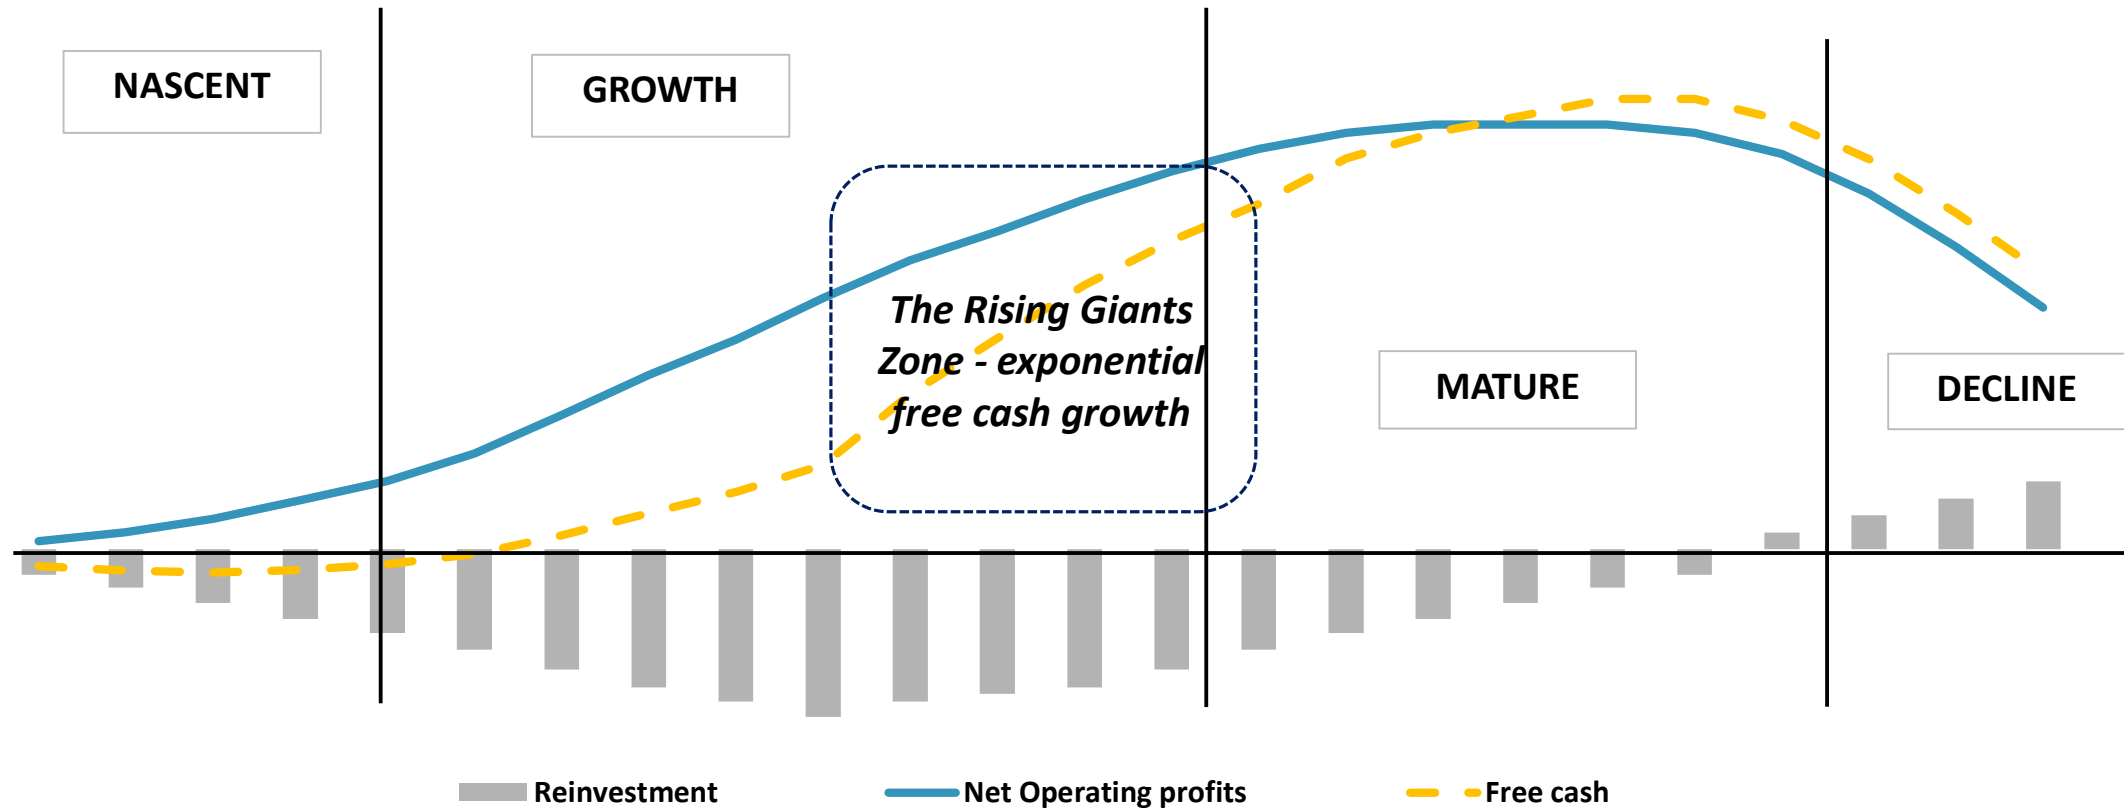 NASCENT
GROWTH
The Rising Giants
Zone - exponential
free cash growth
MATURE
DECLINE
Reinvestment
Net Operating profits
Free cash